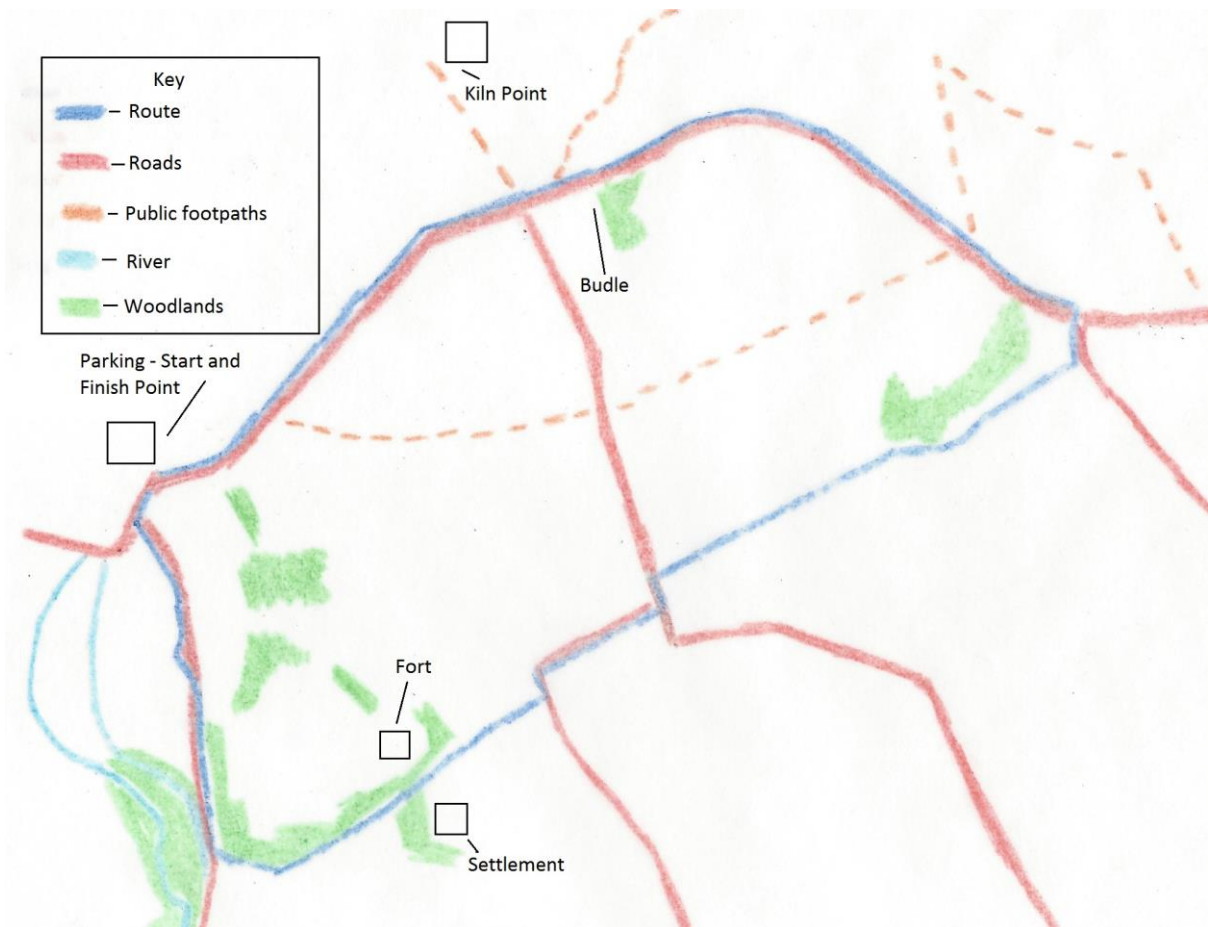 Kiln Point
Key
– Route
– Roads
– Public footpaths
– River
– Woodlands
Budle
Parking - Start and
Finish Point
Fort
Settlement